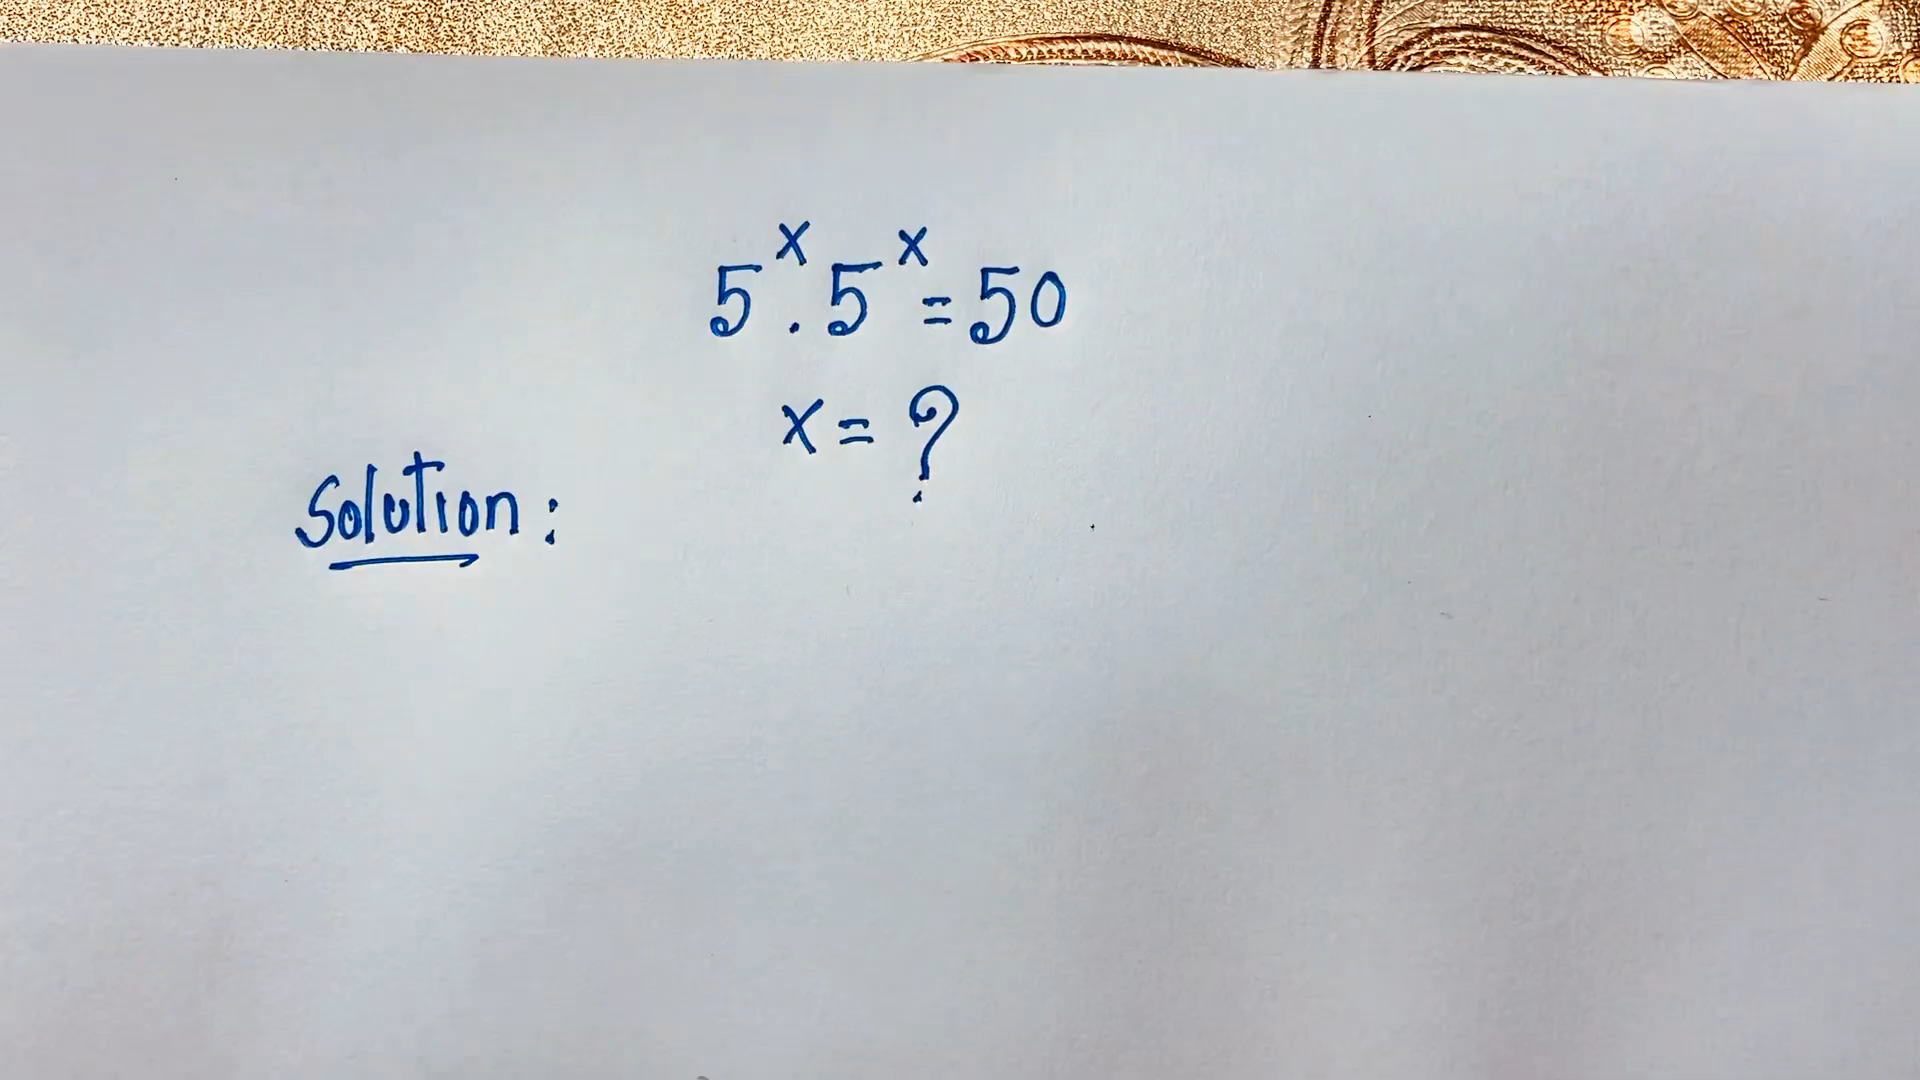 5^x . 5^x = 50
x = ?
Solution: